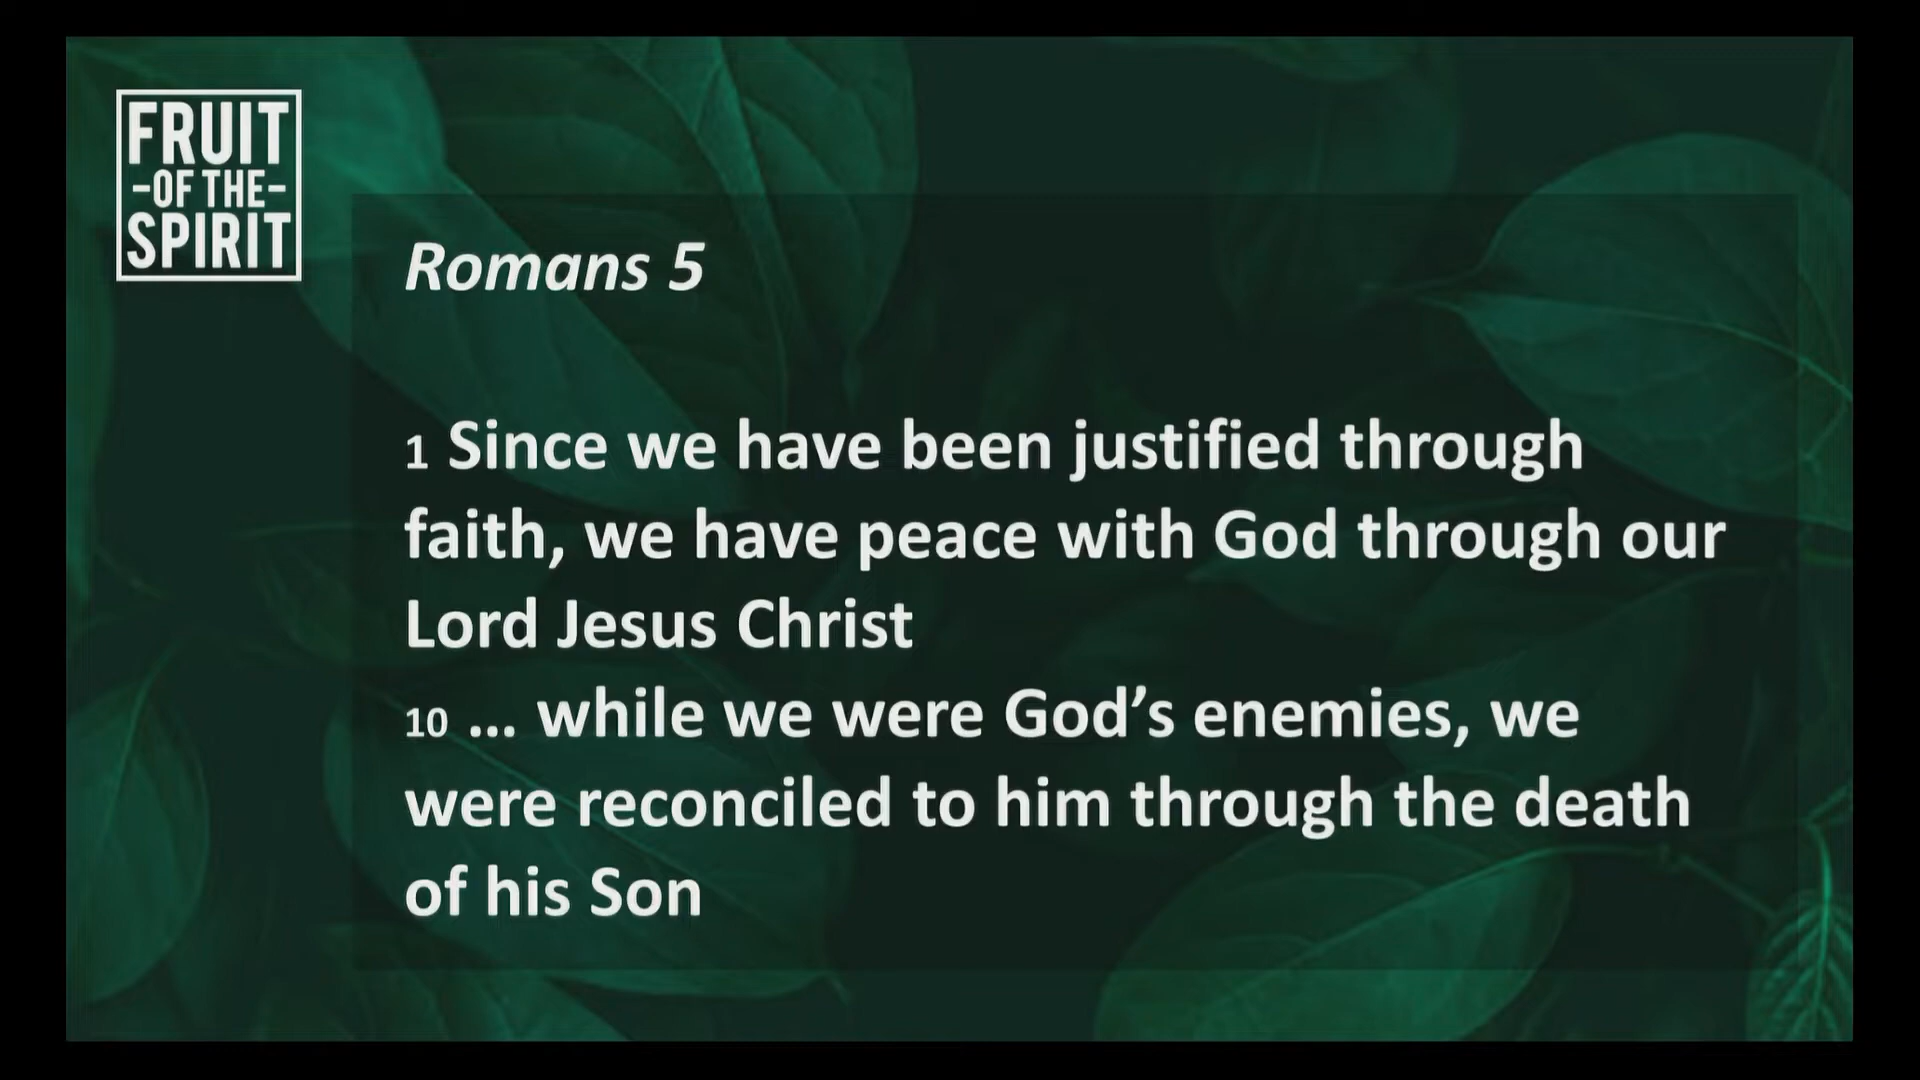 FRUIT
-OF THE-
SPIRIT
Romans 5
1 Since we have been justified through
faith, we have peace with God through our
Lord Jesus Christ
10 ... while we were God’s enemies, we
were reconciled to him through the death
of his Son